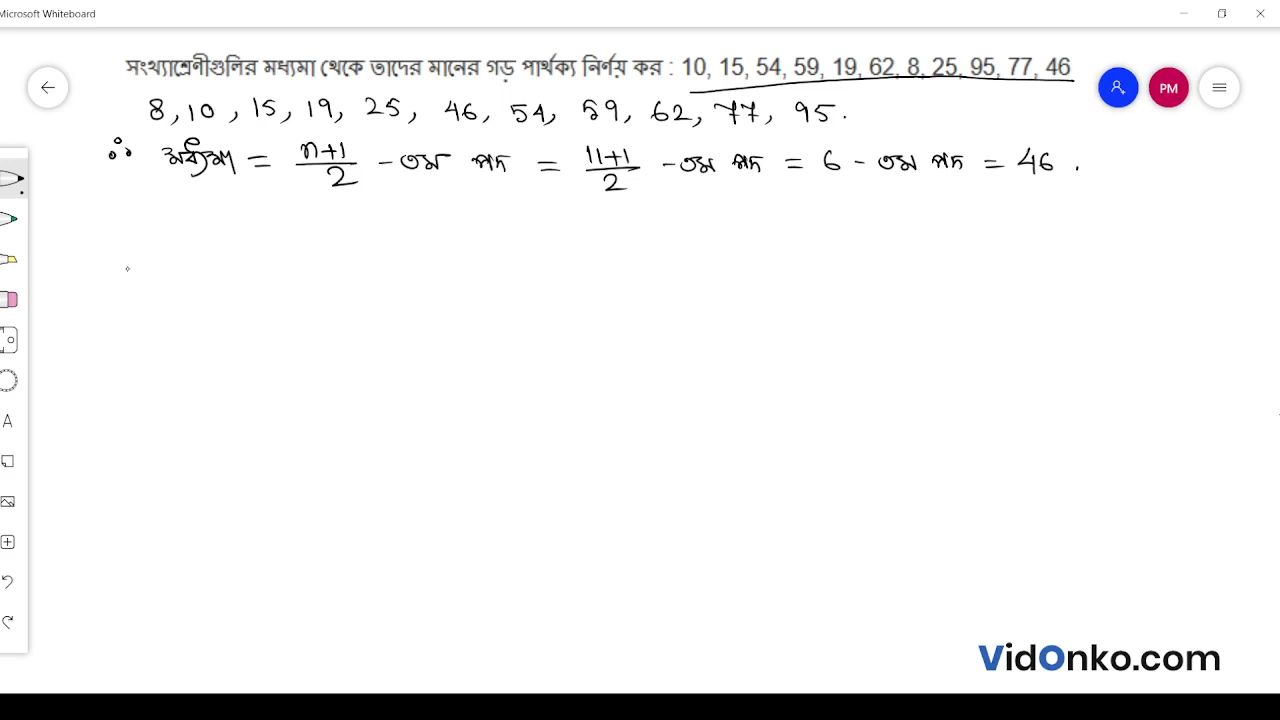 Microsoft Whiteboard
সংখ্যাশ্রেণীগুলির মধ্যমা থেকে তাদের মানের গড় পার্থক্য নির্ণয় কর : 10, 15, 54, 59, 19, 62, 8, 25, 95, 77, 46
PM
8, 10, 15, 19, 25, 46, 54, 59, 62, 77, 95.
∴ মধ্যমা = n+1/2 - তম পদ = 11+1/2 - তম পদ = 6 - তম পদ = 46.
A
VidOnko.com